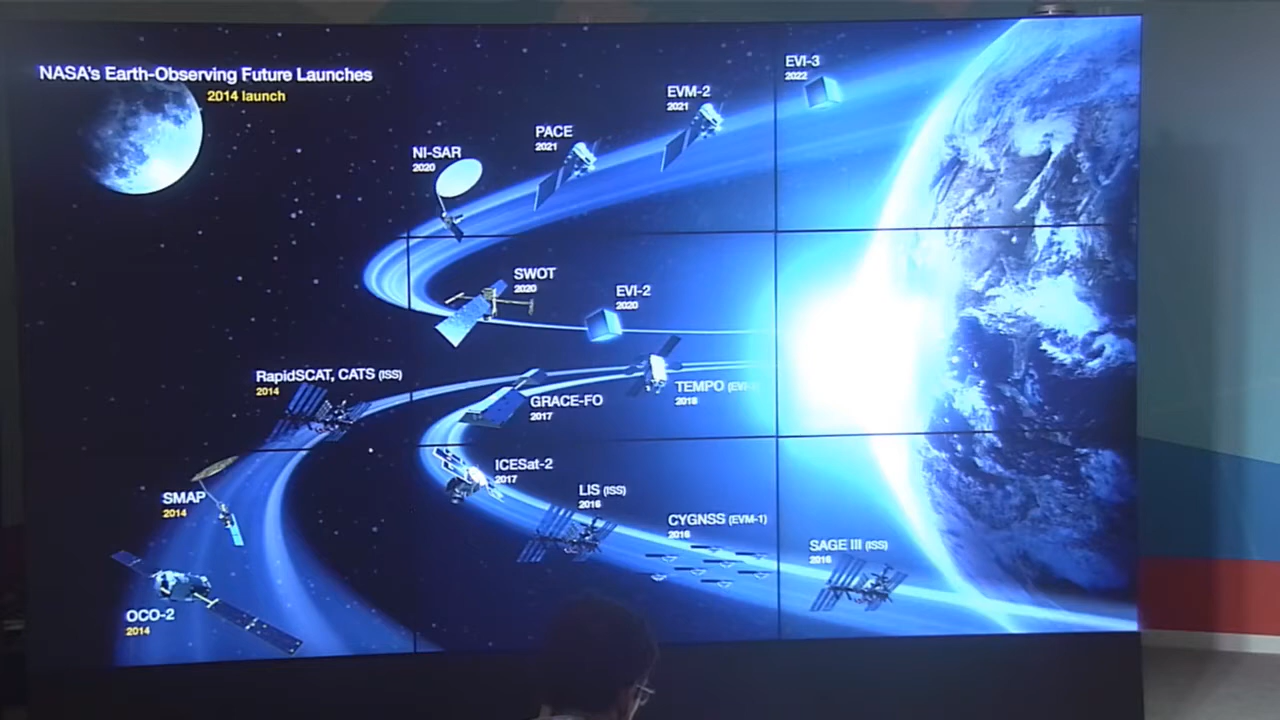 NASA's Earth-Observing Future Launches
2014 launch
EVI-3
2022
EVM-2
2021
PACE
2021
NI-SAR
2020
SWOT
2020
EVI-2
2020
RapidSCAT, CATS (ISS)
2014
TEMPO
2018
GRACE-FO
2017
ICESat-2
2017
SMAP
2014
LIS (ISS)
2016
CYGNSS (EVM-1)
2016
SAGE III (ISS)
2016
OCO-2
2014